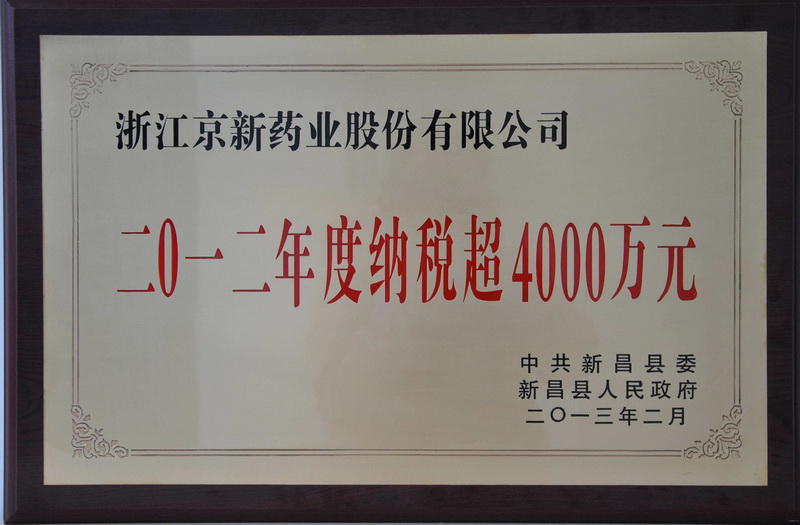 浙江京新药业股份有限公司
二0一二年度纳税超4000万元
中共新昌县委
新昌县人民政府
二〇一三年二月